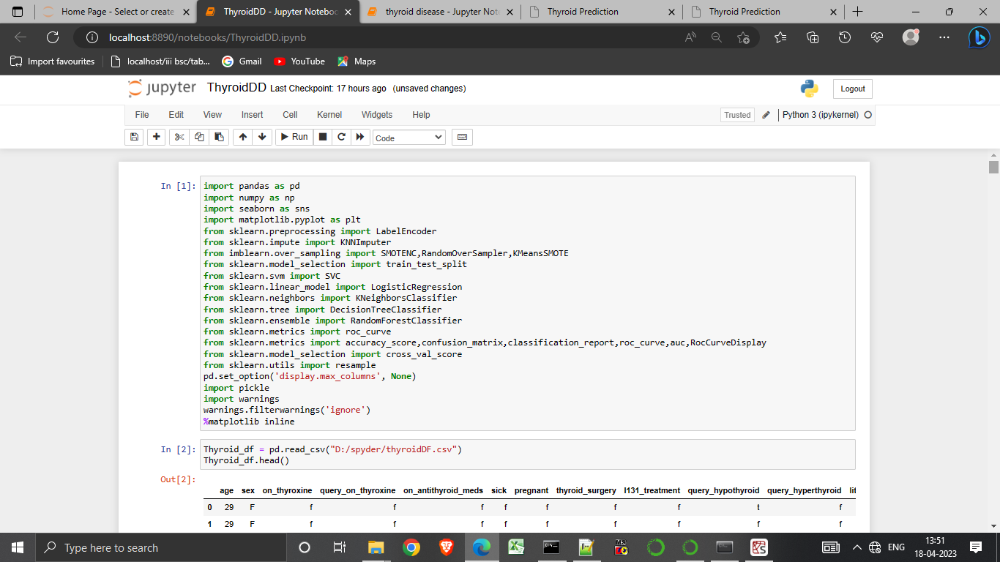 Home Page - Select or create
ThyroidDD - Jupyter Noteboo
thyroid disease - Jupyter Not
Thyroid Prediction
Thyroid Prediction
localhost:8890/notebooks/ThyroidDD.ipynb
Import favourites
localhost/iii bsc/tab...
Gmail
YouTube
Maps
jupyter ThyroidDD Last Checkpoint: 17 hours ago (unsaved changes)
Logout
File Edit View Insert Cell Kernel Widgets Help
Trusted
Python 3 (ipykernel)
Run
Code
In [1]:
import pandas as pd
import numpy as np
import seaborn as sns
import matplotlib.pyplot as plt
from sklearn.preprocessing import LabelEncoder
from sklearn.impute import KNNImputer
from imblearn.over_sampling import SMOTENC,RandomOverSampler,KMeansSMOTE
from sklearn.model_selection import train_test_split
from sklearn.svm import SVC
from sklearn.linear_model import LogisticRegression
from sklearn.neighbors import KNeighborsClassifier
from sklearn.tree import DecisionTreeClassifier
from sklearn.ensemble import RandomForestClassifier
from sklearn.metrics import roc_curve
from sklearn.metrics import accuracy_score,confusion_matrix,classification_report,roc_curve,auc,RocCurveDisplay
from sklearn.model_selection import cross_val_score
from sklearn.utils import resample
pd.set_option('display.max_columns', None)
import pickle
import warnings
warnings.filterwarnings('ignore')
%matplotlib inline
In [2]:
Thyroid_df = pd.read_csv("D:/spyder/thyroidDF.csv")
Thyroid_df.head()
Out[2]:
age sex on_thyroxine query_on_thyroxine on_antithyroid_meds sick pregnant thyroid_surgery I131_treatment query_hypothyroid query_hyperthyroid lit
0 29 F f f f f f f f t f
1 29 F f f f f f f f f f
Type here to search
ENG
13:51
18-04-2023